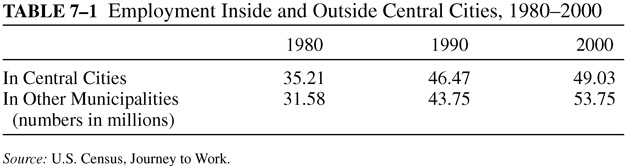 TABLE 7–1 Employment Inside and Outside Central Cities, 1980–2000
1980 1990 2000
In Central Cities 35.21 46.47 49.03
In Other Municipalities 31.58 43.75 53.75
(numbers in millions)
Source: U.S. Census, Journey to Work.